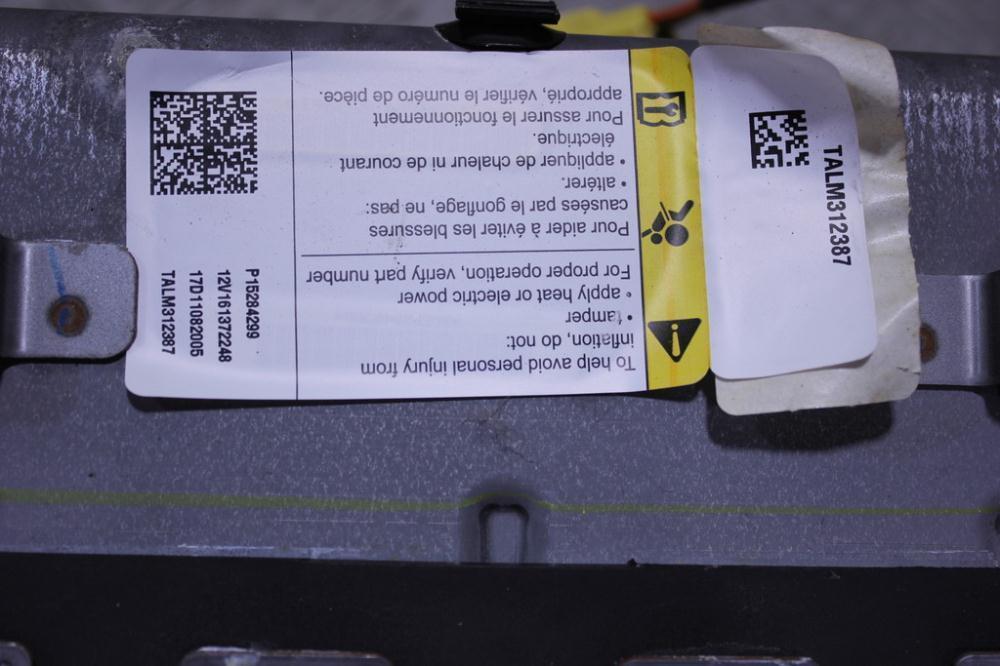 To help avoid personal injury from
inflation, do not:
• tamper
• apply heat or electric power
For proper operation, verify part number
Pour aider à éviter les blessures
causées par le gonflage, ne pas:
• altérer.
• appliquer de chaleur ni de courant
électrique.
Pour assurer le fonctionnement
approprié, vérifier le numéro de pièce.
P15284299
12V161372248
17D11082005
TALM312387
TALM312387